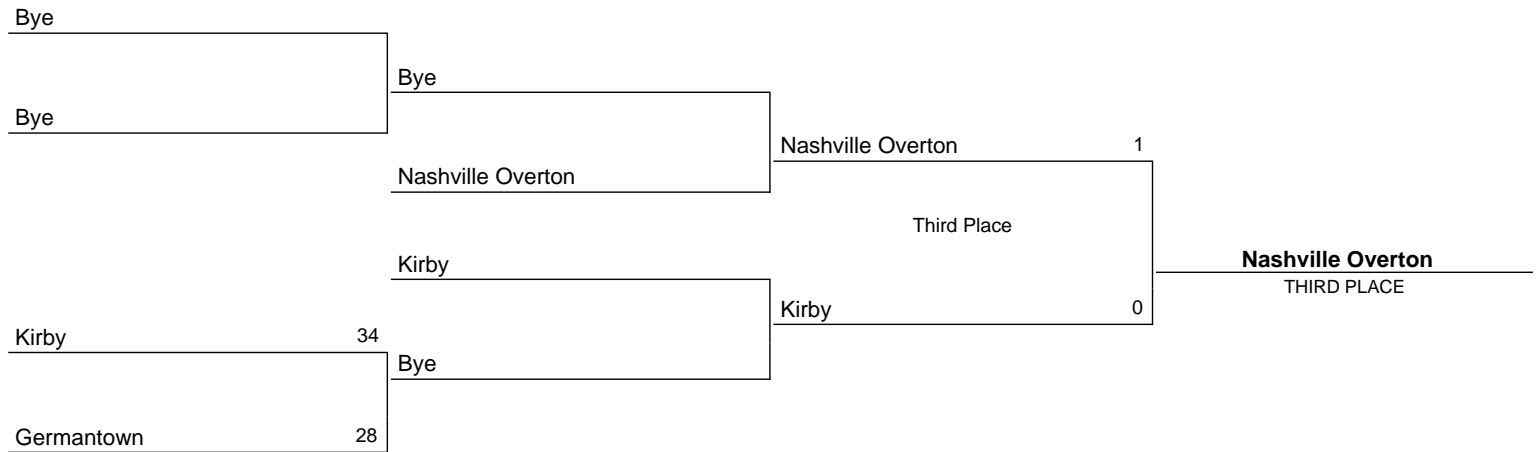 Bye
Bye
Bye
Nashville Overton 1
Nashville Overton
Third Place
Nashville Overton
Kirby
THIRD PLACE
Kirby 0
Kirby 34
Bye
Germantown 28